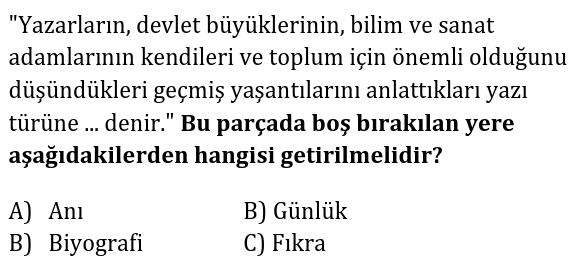 "Yazarların, devlet büyüklerinin, bilim ve sanat
adamlarının kendileri ve toplum için önemli olduğunu
düşündükleri geçmiş yaşantılarını anlattıkları yazı
türüne ... denir." Bu parçada boş bırakılan yere
aşağıdakilerden hangisi getirilmelidir?
A) Anı B) Günlük
B) Biyografi C) Fıkra